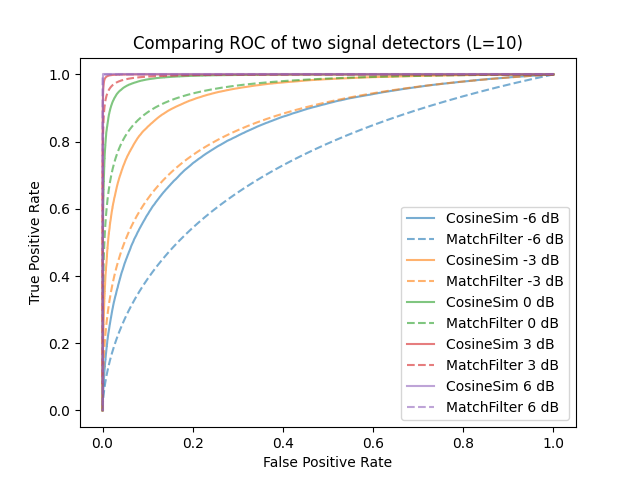 Comparing ROC of two signal detectors (L=10)
True Positive Rate
1.0
0.8
0.6
0.4
0.2
0.0
CosineSim -6 dB
MatchFilter -6 dB
CosineSim -3 dB
MatchFilter -3 dB
CosineSim 0 dB
MatchFilter 0 dB
CosineSim 3 dB
MatchFilter 3 dB
CosineSim 6 dB
MatchFilter 6 dB
0.0 0.2 0.4 0.6 0.8 1.0
False Positive Rate